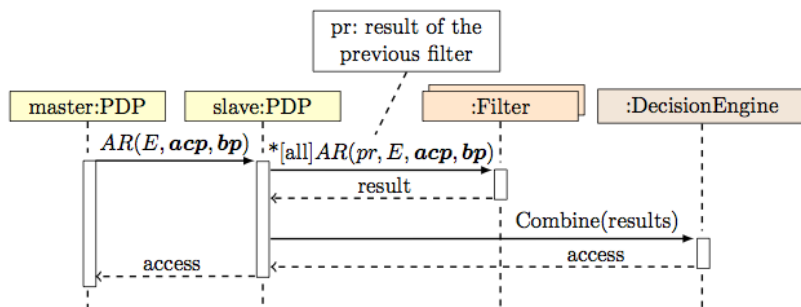 pr: result of the
previous filter
master:PDP
slave:PDP
:Filter
:DecisionEngine
AR(E, acp, bp)
*[all]AR(pr, E, acp, bp)
result
Combine(results)
access
access